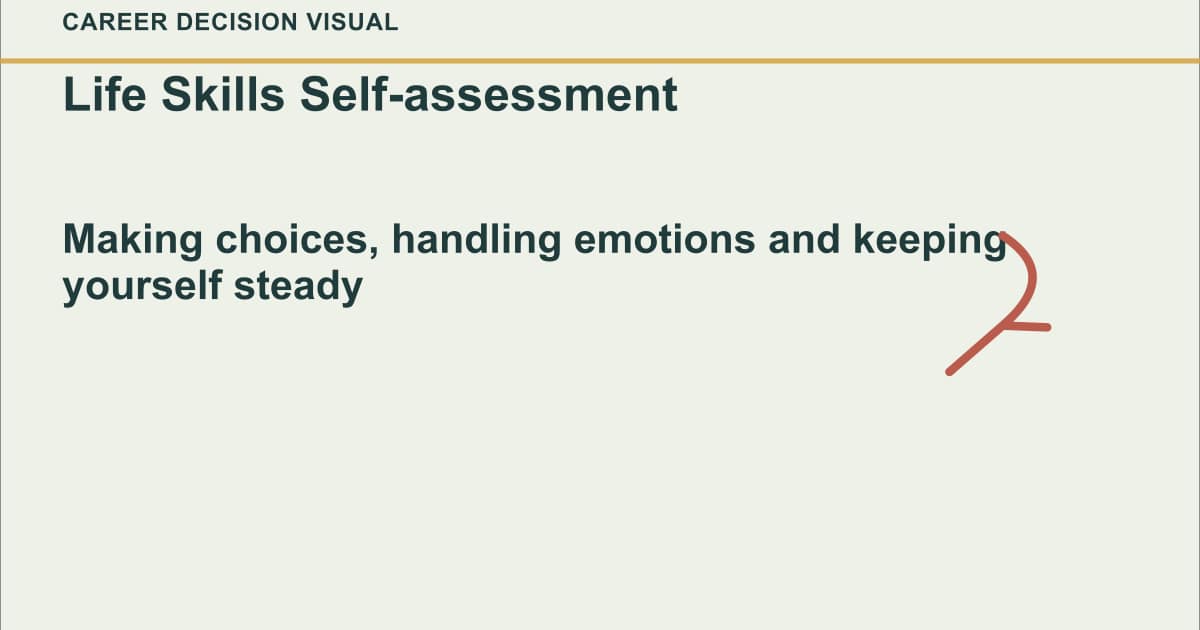 CAREER DECISION VISUAL
Life Skills Self-assessment
Making choices, handling emotions and keeping
yourself steady